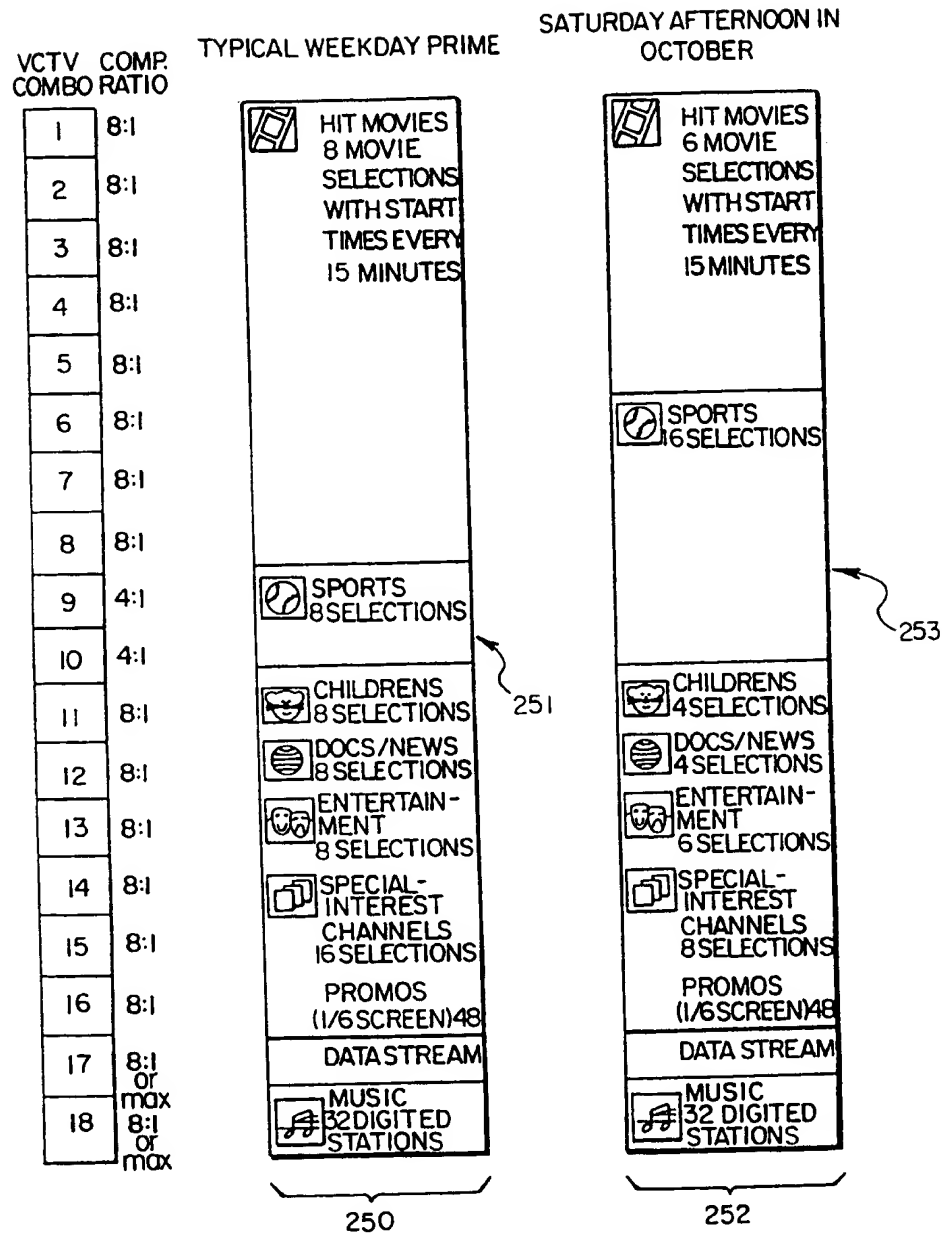 VCTV COMP.
COMBO RATIO
1 8:1
2 8:1
3 8:1
4 8:1
5 8:1
6 8:1
7 8:1
8 8:1
9 4:1
10 4:1
11 8:1
12 8:1
13 8:1
14 8:1
15 8:1
16 8:1
17 8:1
or
max
18 8:1
or
max
TYPICAL WEEKDAY PRIME
HIT MOVIES
8 MOVIE
SELECTIONS
WITH START
TIMES EVERY
15 MINUTES
SPORTS
8 SELECTIONS
251
CHILDRENS
8 SELECTIONS
DOCS/NEWS
8 SELECTIONS
ENTERTAIN-
MENT
8 SELECTIONS
SPECIAL-
INTEREST
CHANNELS
16 SELECTIONS
PROMOS
(1/6 SCREEN) 48
DATA STREAM
MUSIC
32 DIGITED
STATIONS
250
SATURDAY AFTERNOON IN
OCTOBER
HIT MOVIES
6 MOVIE
SELECTIONS
WITH START
TIMES EVERY
15 MINUTES
SPORTS
16 SELECTIONS
253
CHILDRENS
4 SELECTIONS
DOCS/NEWS
4 SELECTIONS
ENTERTAIN-
MENT
6 SELECTIONS
SPECIAL-
INTEREST
CHANNELS
8 SELECTIONS
PROMOS
(1/6 SCREEN) 48
DATA STREAM
MUSIC
32 DIGITED
STATIONS
252